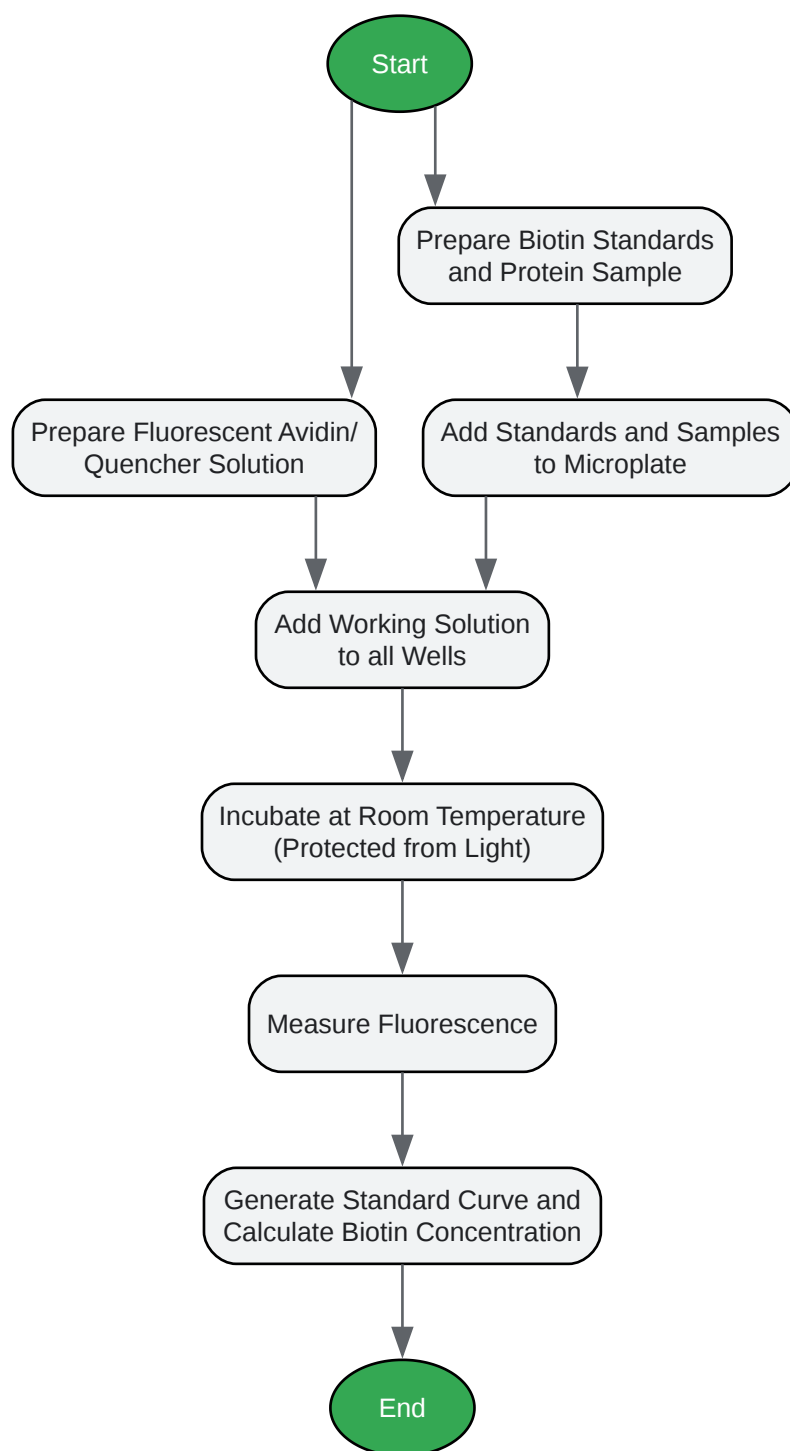 Start
Prepare Biotin Standards
and Protein Sample
Prepare Fluorescent Avidin/
Quencher Solution
Add Standards and Samples
to Microplate
Add Working Solution
to all Wells
Incubate at Room Temperature
(Protected from Light)
Measure Fluorescence
Generate Standard Curve and
Calculate Biotin Concentration
End